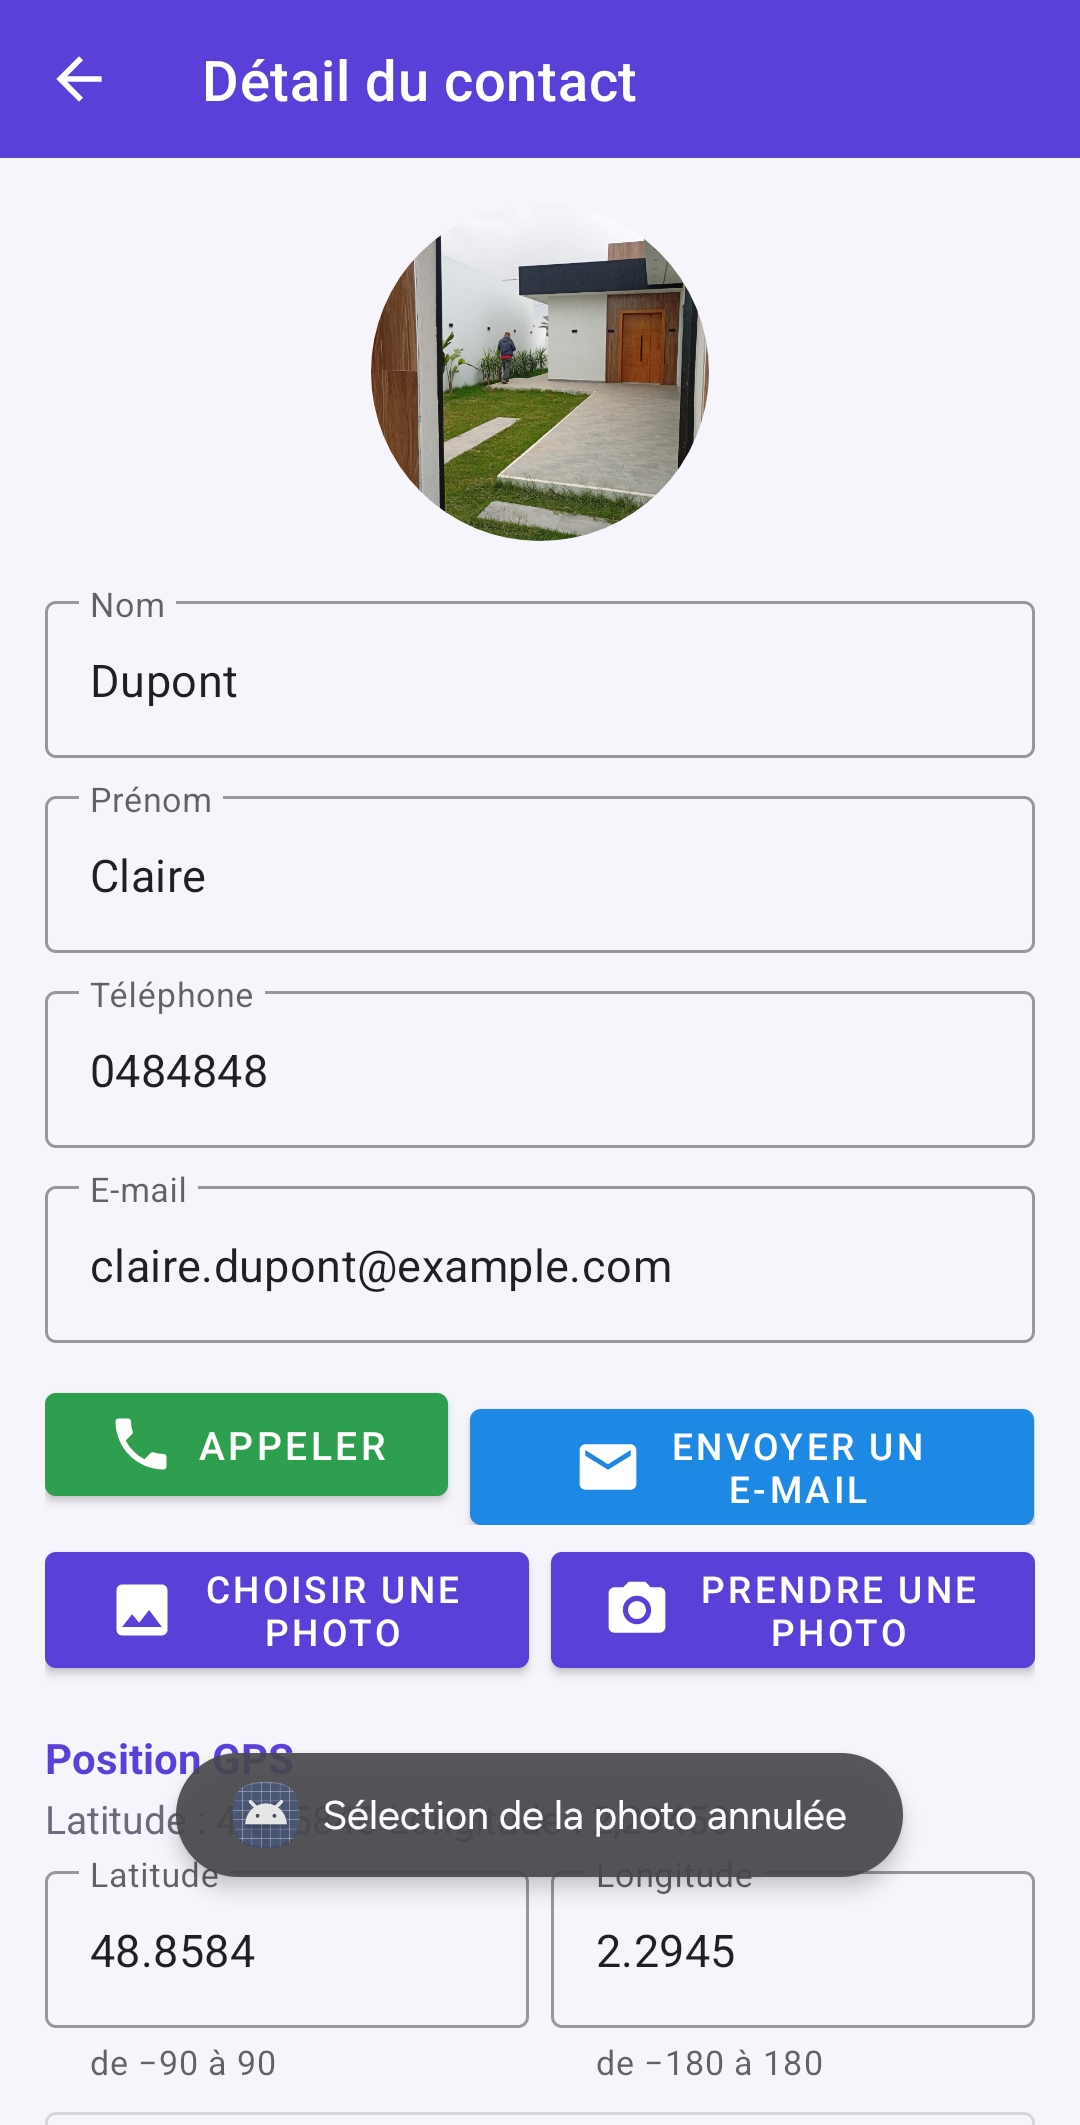 Détail du contact
Nom
Dupont
Prénom
Claire
Téléphone
0484848
E-mail
claire.dupont@example.com
APPELER
ENVOYER UN
E-MAIL
CHOISIR UNE
PHOTO
PRENDRE UNE
PHOTO
Position GPS
Latitude :
Sélection de la photo annulée
Latitude
Longitude
48.8584
2.2945
de −90 à 90
de −180 à 180